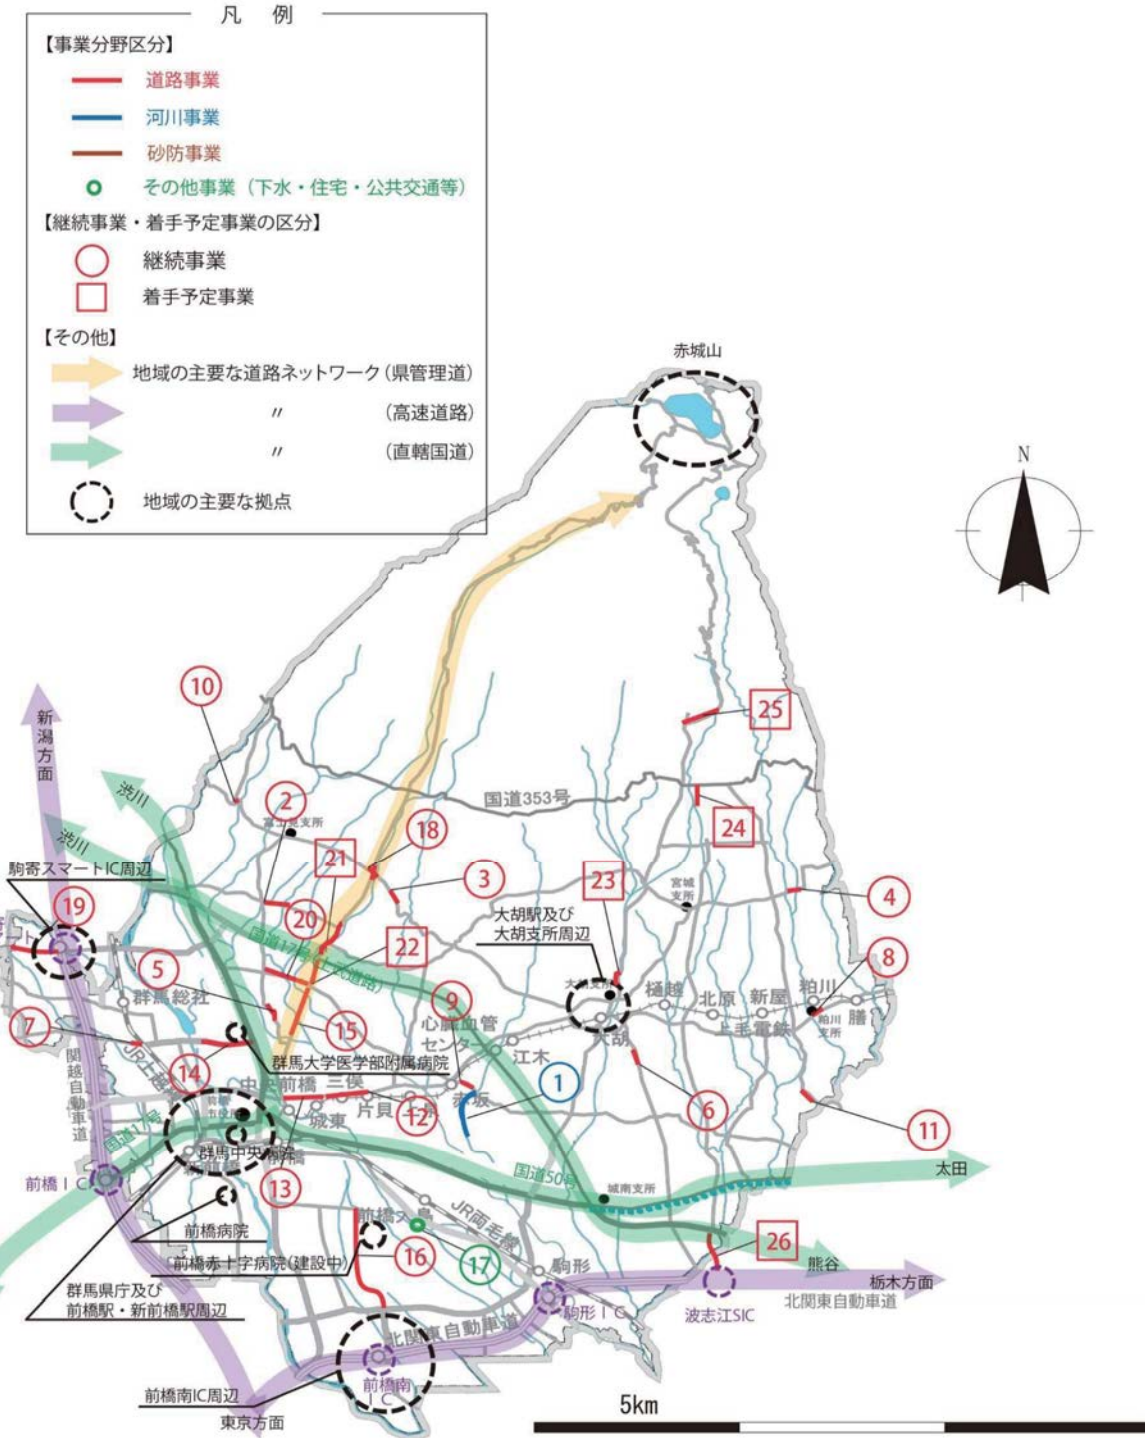 凡 例
【事業分野区分】
道路事業
河川事業
砂防事業
その他事業(下水・住宅・公共交通等)
【継続事業・着手予定事業の区分】
継続事業
着手予定事業
【その他】
地域の主要な道路ネットワーク(県管理道)
〃 (高速道路)
〃 (直轄国道)
地域の主要な拠点
赤城山
N
10
25
新潟方面
渋川
渋川
国道353号
2
富士見支所
18
24
21
3
23
宮城支所
4
駒寄スマートIC周辺
19
20
大胡駅及び
大胡支所周辺
22
国道17号(上武道路)
5
8
群馬総社
9
大胡支所
樋越
北原
新屋
粕川
膳
粕川支所
上毛電鉄
7
15
心臓血管
センター
江木
大胡
関越自動車道
群馬大学医学部附属病院
14
中央前橋
三俣
片貝
赤坂
1
城東
12
6
11
国道17号
群馬中央病院
前橋
国道50号
太田
前橋IC
13
城南支所
JR両毛線
前橋病院
前橋赤十字病院(建設中)
16
17
26
熊谷
駒形
栃木方面
群馬県庁及び
前橋駅・新前橋駅周辺
北関東自動車道
駒形IC
波志江SIC
北関東自動車道
前橋南IC周辺
前橋南
IC
東京方面
5km